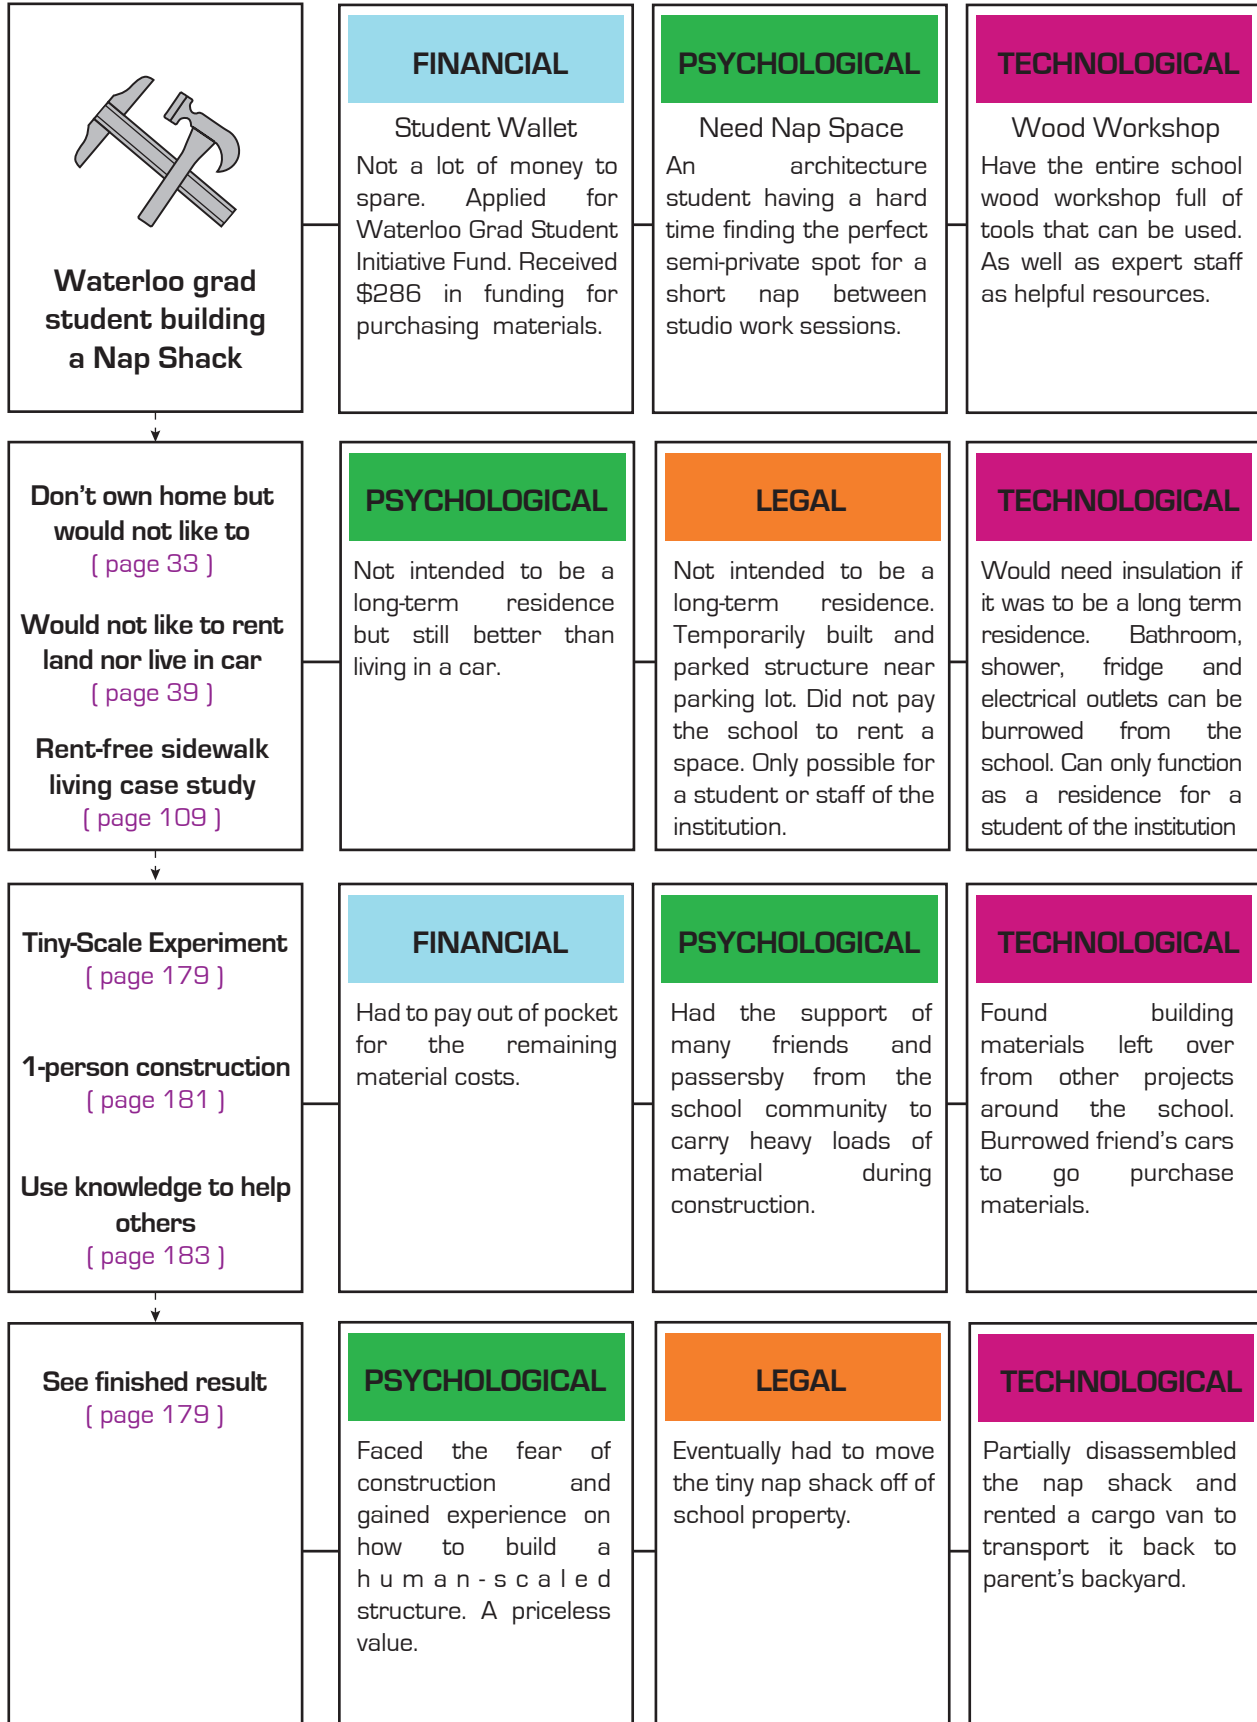 Waterloo grad
student building
a Nap Shack
FINANCIAL
Student Wallet
Not a lot of money to
spare. Applied for
Waterloo Grad Student
Initiative Fund. Received
$286 in funding for
purchasing materials.
PSYCHOLOGICAL
Need Nap Space
An architecture
student having a hard
time finding the perfect
semi-private spot for a
short nap between
studio work sessions.
TECHNOLOGICAL
Wood Workshop
Have the entire school
wood workshop full of
tools that can be used.
As well as expert staff
as helpful resources.
Don't own home but
would not like to
( page 33 )
Would not like to rent
land nor live in car
( page 39 )
Rent-free sidewalk
living case study
( page 109 )
PSYCHOLOGICAL
Not intended to be a
long-term residence
but still better than
living in a car.
LEGAL
Not intended to be a
long-term residence.
Temporarily built and
parked structure near
parking lot. Did not pay
the school to rent a
space. Only possible for
a student or staff of the
institution.
TECHNOLOGICAL
Would need insulation if
it was to be a long term
residence. Bathroom,
shower, fridge and
electrical outlets can be
burrowed from the
school. Can only function
as a residence for a
student of the institution
Tiny-Scale Experiment
( page 179 )
1-person construction
( page 181 )
Use knowledge to help
others
( page 183 )
FINANCIAL
Had to pay out of pocket
for the remaining
material costs.
PSYCHOLOGICAL
Had the support of
many friends and
passersby from the
school community to
carry heavy loads of
material during
construction.
TECHNOLOGICAL
Found building
materials left over
from other projects
around the school.
Burrowed friend's cars
to go purchase
materials.
See finished result
( page 179 )
PSYCHOLOGICAL
Faced the fear of
construction and
gained experience on
how to build a
human-scaled
structure. A priceless
value.
LEGAL
Eventually had to move
the tiny nap shack off of
school property.
TECHNOLOGICAL
Partially disassembled
the nap shack and
rented a cargo van to
transport it back to
parent's backyard.